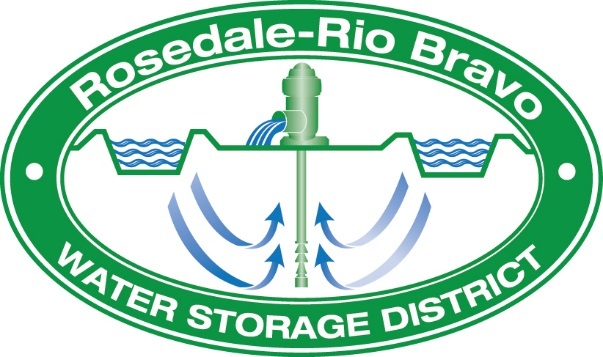 Rosedale-Rio Bravo
WATER STORAGE DISTRICT